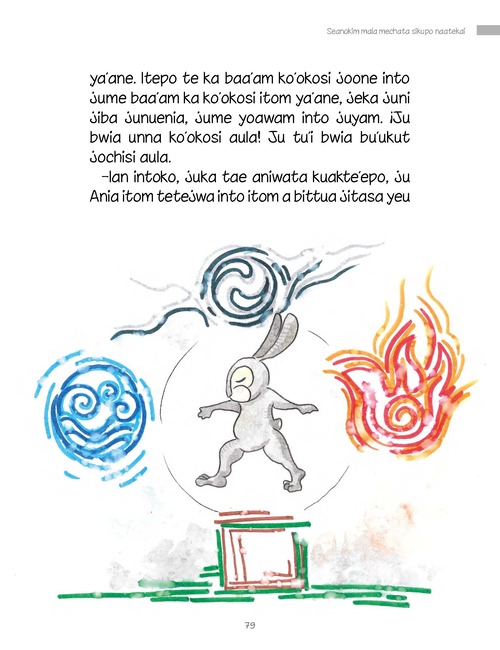 Seanokim mala mechata sikupo naatekai
ya’ane. Itepo te ka baa’am ko’okosi joone into
jume baa’am ka ko’okosi itom ya’ane, jeka juni
jiba junuenia, jume yoawam into juyam. ¡Ju
bwia unna ko’okosi aula! Ju tu’i bwia bu’ukut
jochisi aula.
–Ian intoko, juka tae aniwata kuakte’epo, ju
Ania itom tetejwa into itom a bittua jitasa yeu
79